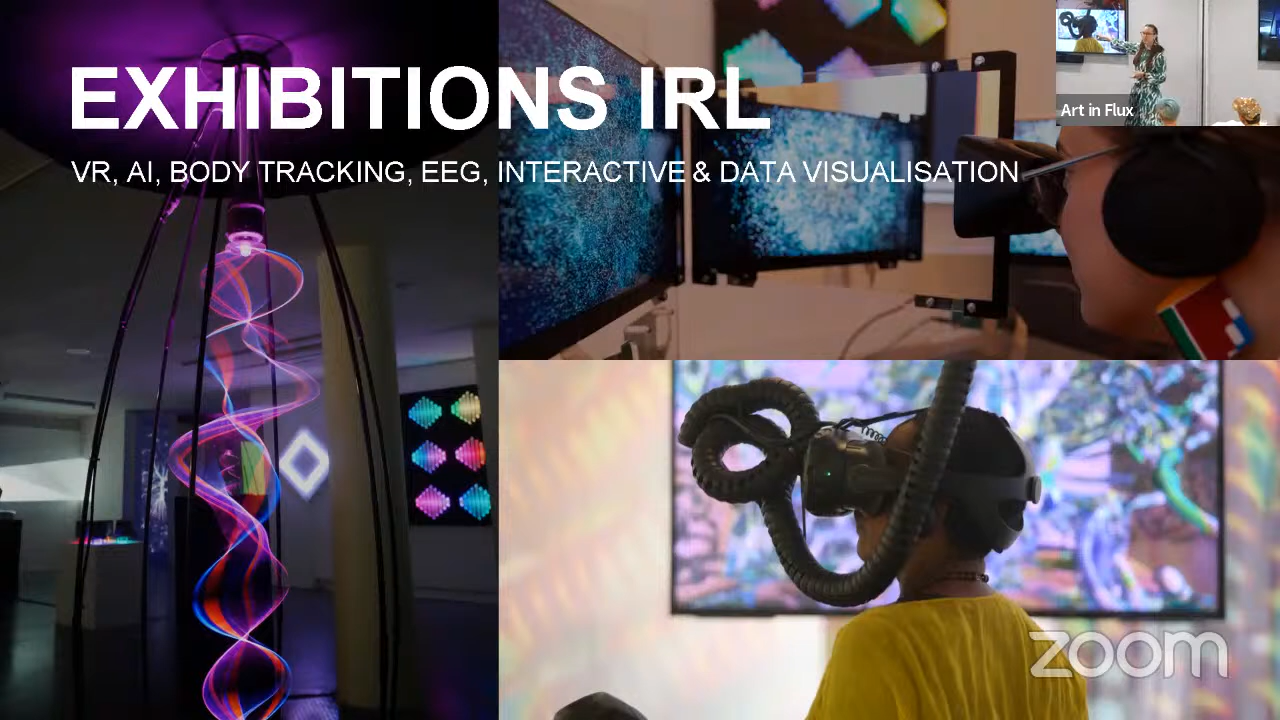 EXHIBITIONS IRL
VR, AI, BODY TRACKING, EEG, INTERACTIVE & DATA VISUALISATION
Art in Flux
zoom